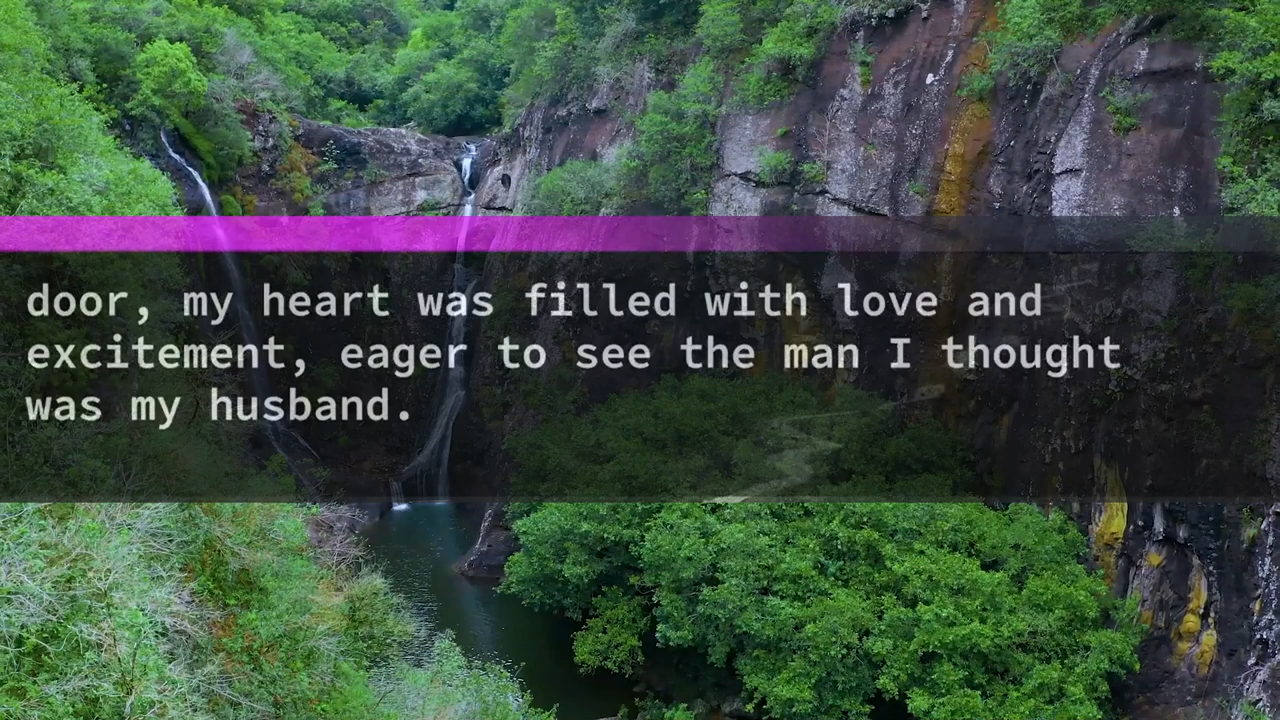 door, my heart was filled with love and
excitement, eager to see the man I thought
was my husband.